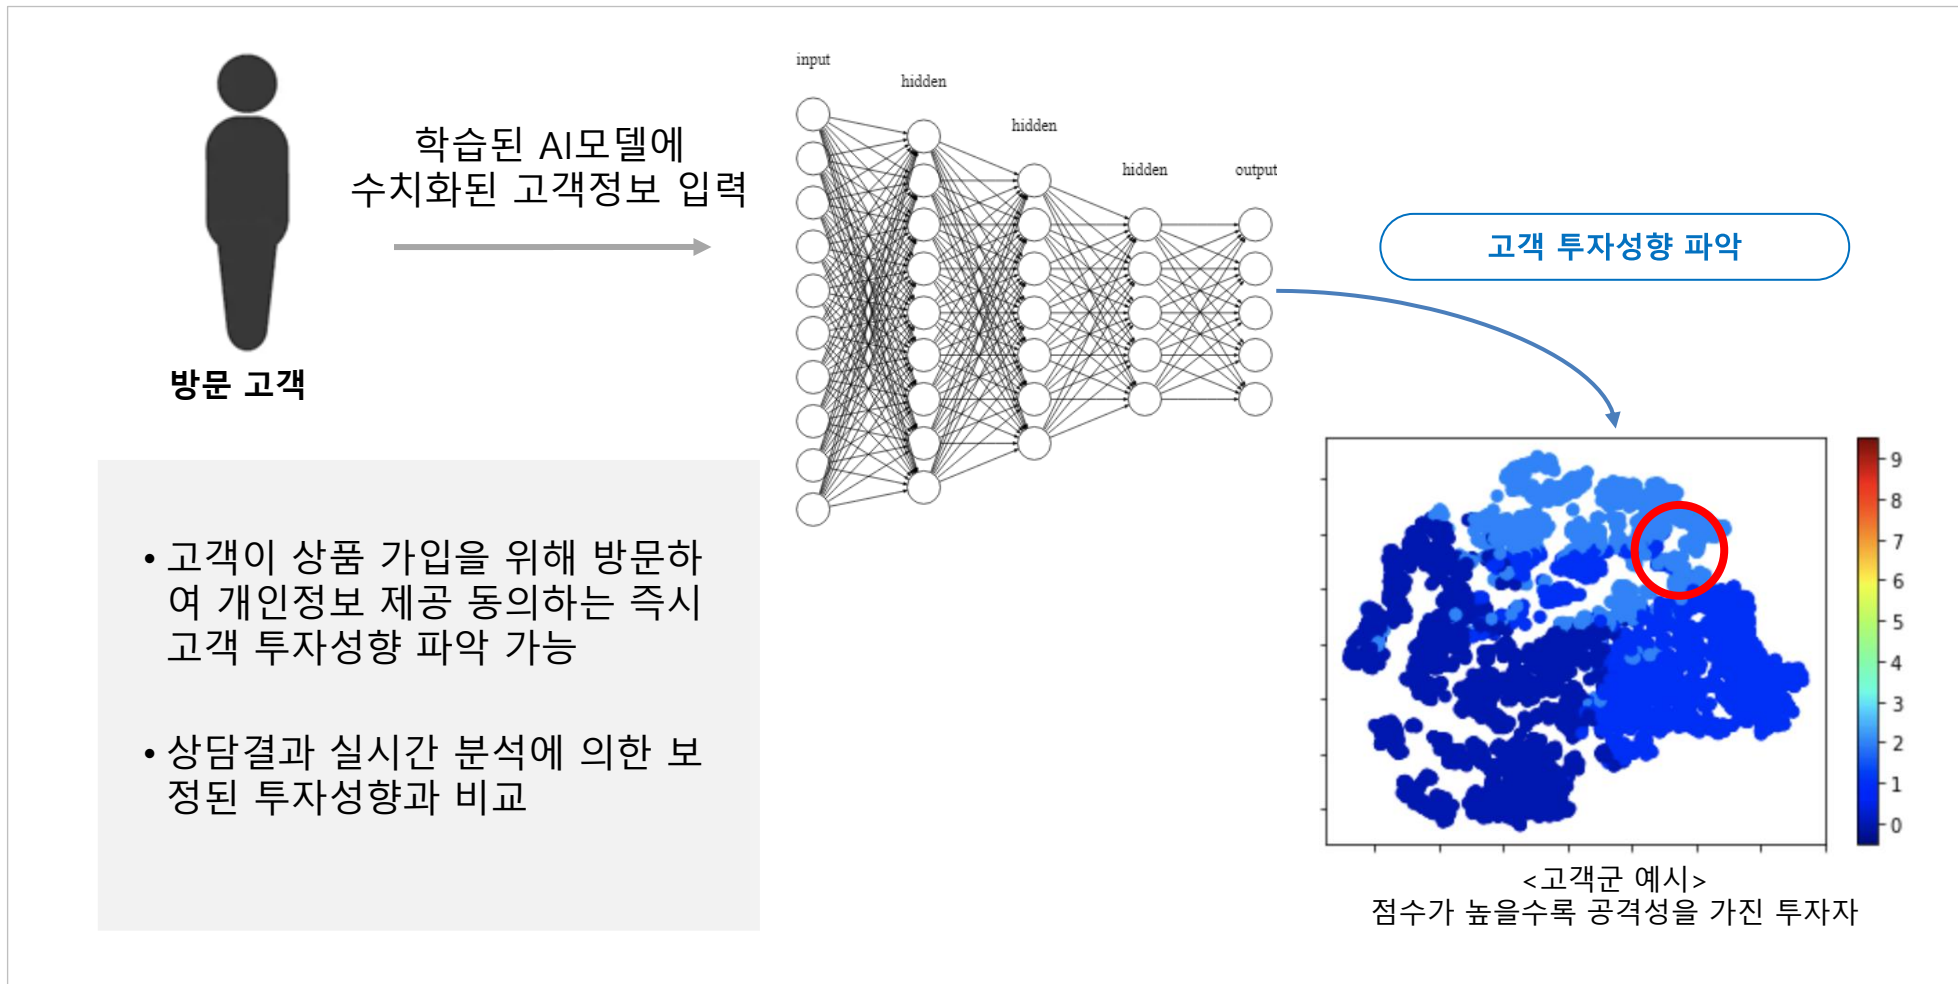 학습된 AI모델에
수치화된 고객정보 입력
방문 고객
input
hidden
hidden
hidden
output
고객 투자성향 파악
• 고객이 상품 가입을 위해 방문하
여 개인정보 제공 동의하는 즉시
고객 투자성향 파악 가능
• 상담결과 실시간 분석에 의한 보
정된 투자성향과 비교
9
8
7
6
5
4
3
2
1
0
<고객군 예시>
점수가 높을수록 공격성을 가진 투자자